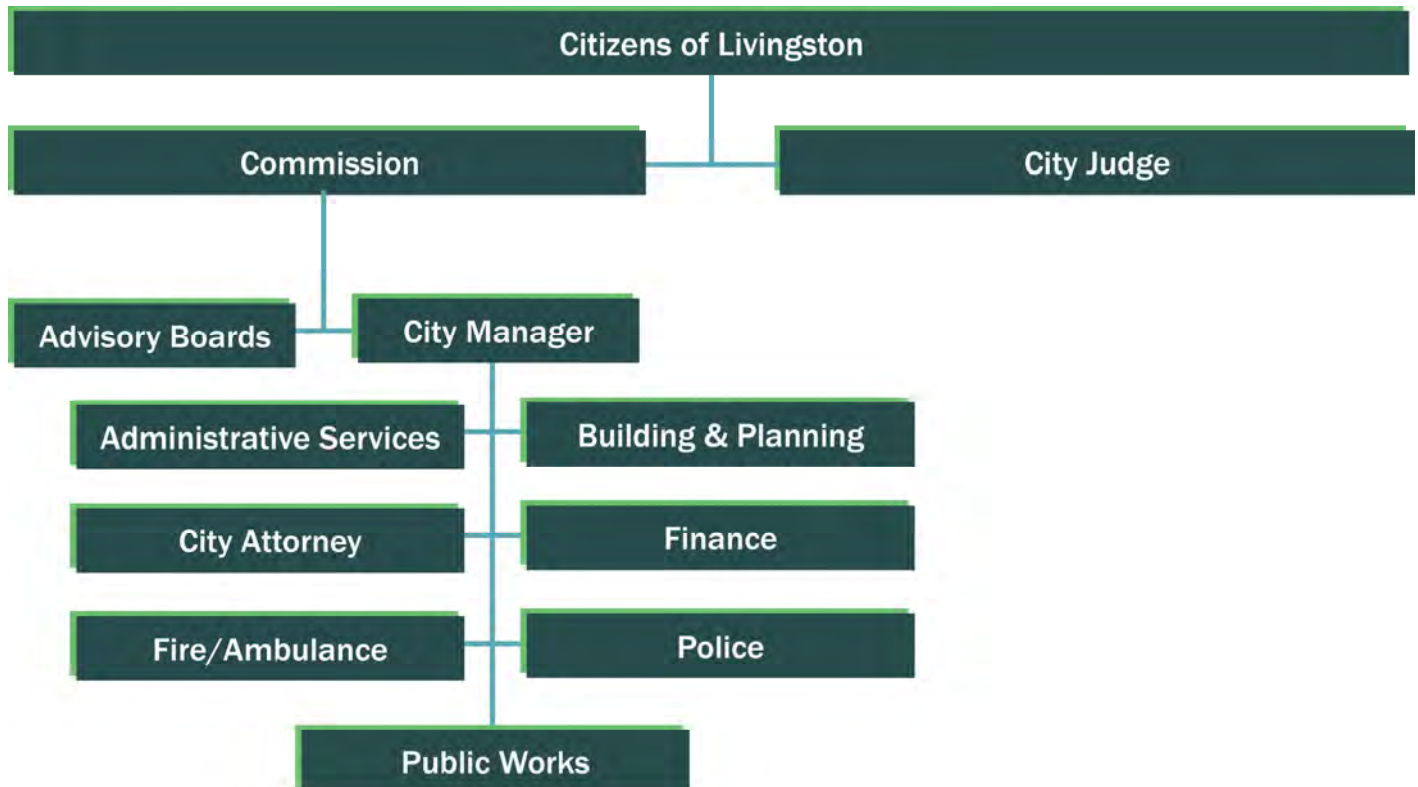 Citizens of Livingston
Commission
City Judge
Advisory Boards
City Manager
Administrative Services
Building & Planning
City Attorney
Finance
Fire/Ambulance
Police
Public Works